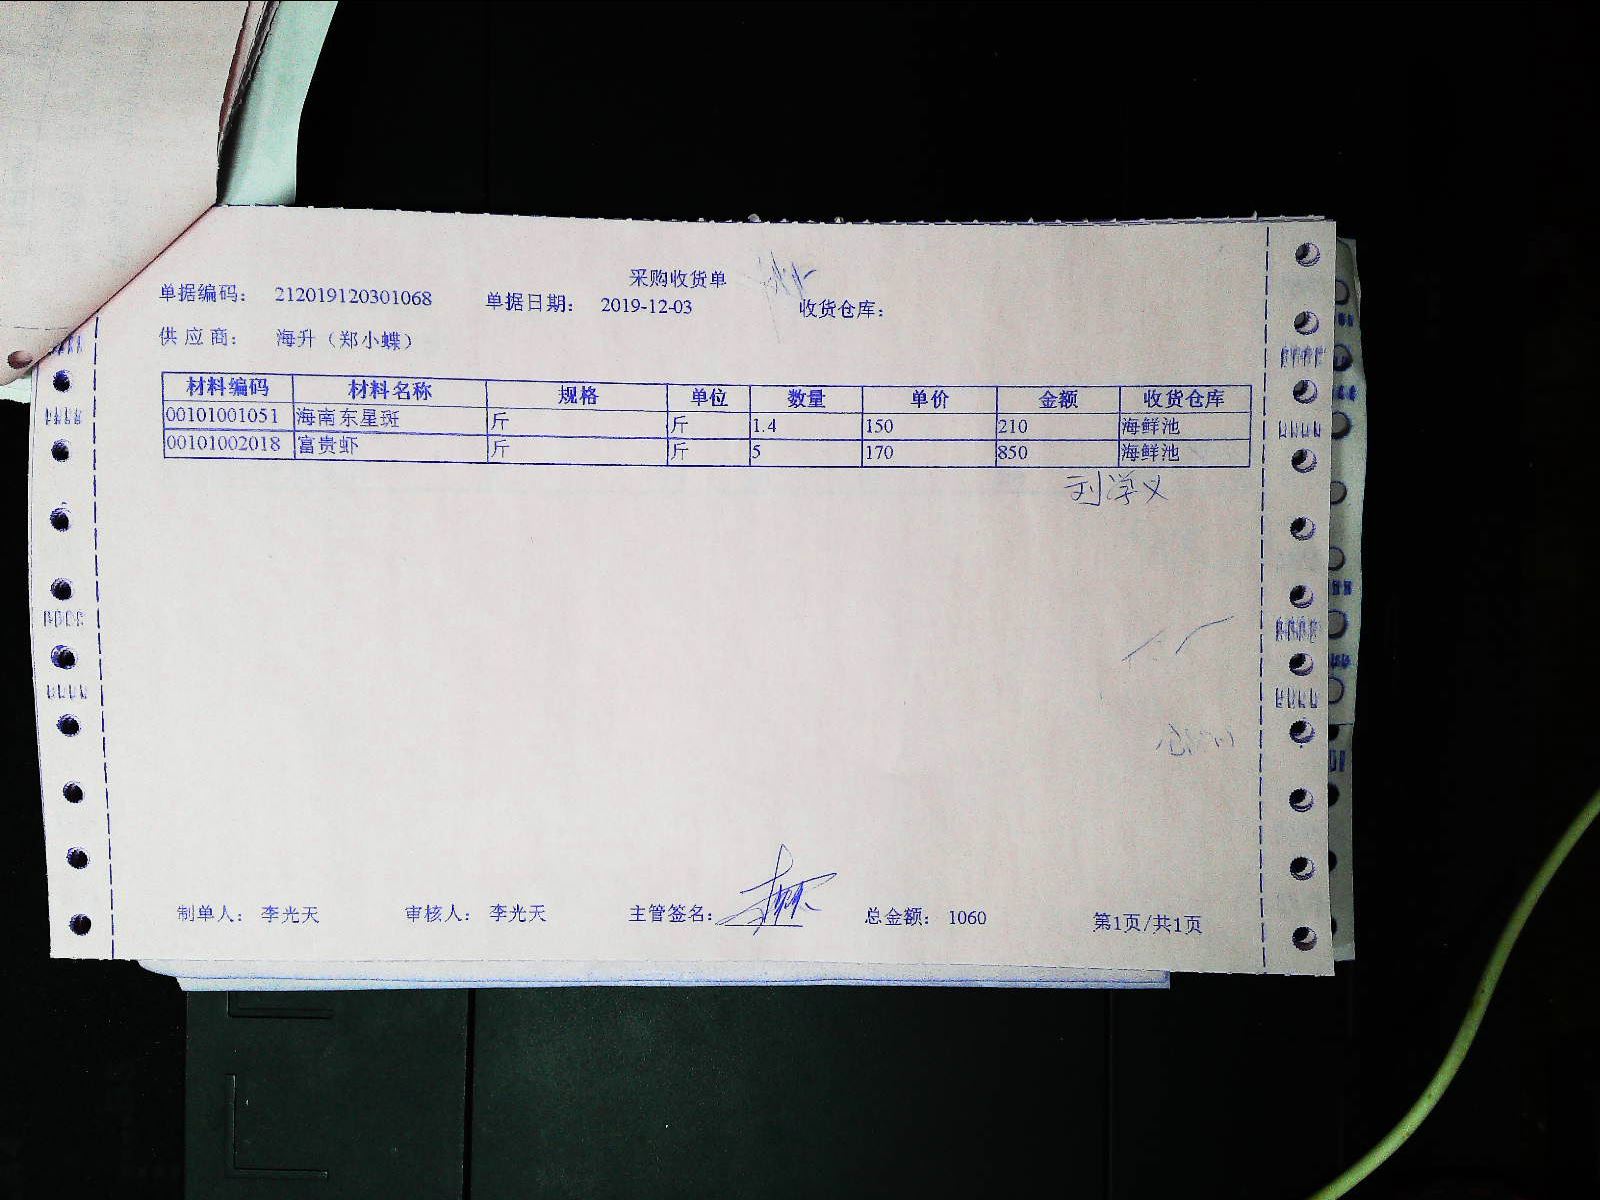 采购收货单
单据编码： 212019120301068 单据日期： 2019-12-03 收货仓库：
供应商： 海升（郑小蝶）
材料编码 材料名称 规格 单位 数量 单价 金额 收货仓库
00101001051 海南东星斑 斤 斤 1.4 150 210 海鲜池
00101002018 富贵虾 斤 斤 5 170 850 海鲜池
刘学义
制单人： 李光天 审核人： 李光天 主管签名： 总金额： 1060 第1页/共1页